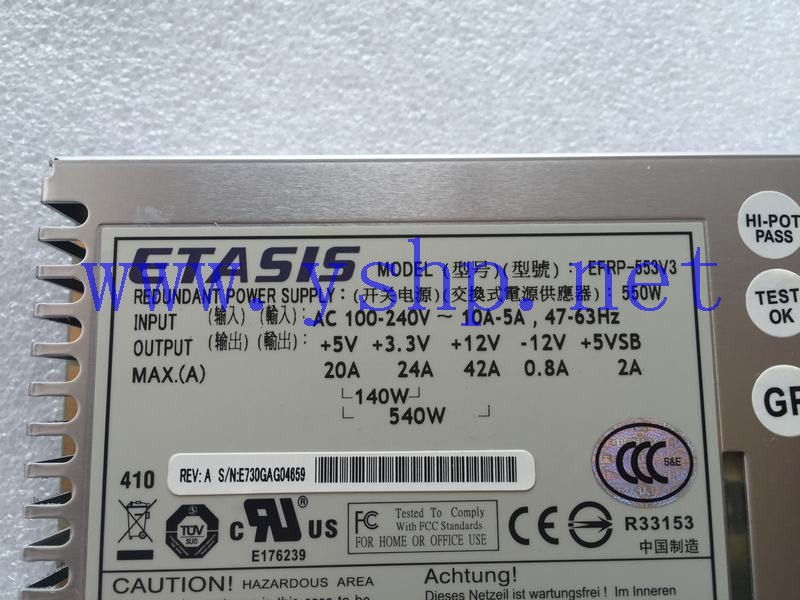 HI-POT
PASS
ETASIS MODEL (型号)(型號): EFRP-553V3
www.yshp.net
REDUNDANT POWER SUPPLY: (开关电源)(交換式電源供應器) 550W
TEST
OK
INPUT (输入)(輸入): AC 100-240V ~ 10A-5A, 47-63Hz
OUTPUT (输出)(輸出): +5V +3.3V +12V -12V +5VSB
MAX.(A) 20A 24A 42A 0.8A 2A
140W
540W
410 REV: A S/N:E730GAG04659
CCC S&E
TÜV
SÜD
c RU ® US
E176239
FC Tested To Comply
With FCC Standards
FOR HOME OR OFFICE USE
CE
R33153
中国制造
CAUTION! HAZARDOUS AREA
Achtung!
Dieses Netzteil ist wartungsfrei! Im Inneren